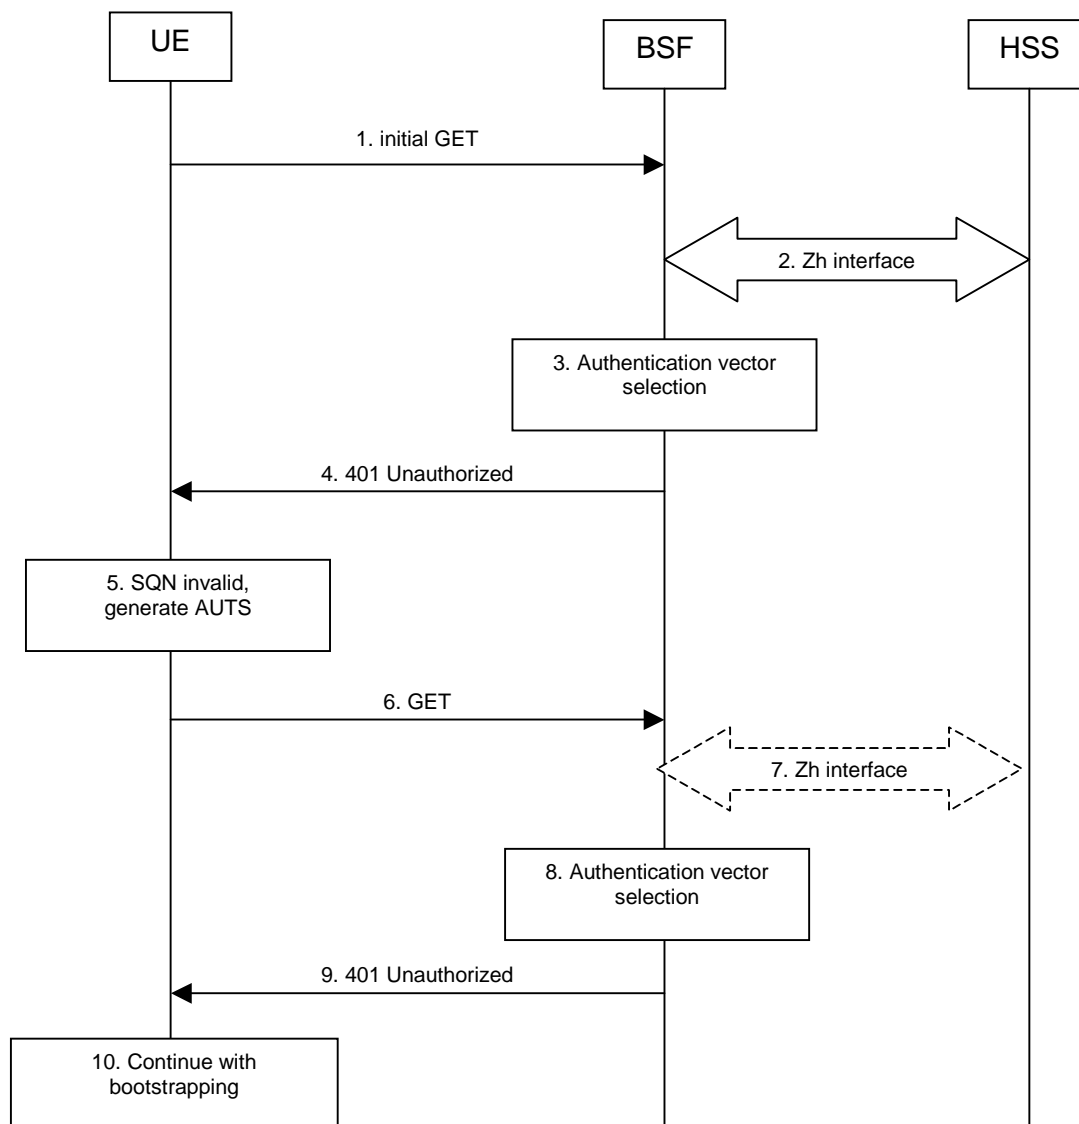 UE
BSF
HSS
1. initial GET
2. Zh interface
3. Authentication vector
selection
4. 401 Unauthorized
5. SQN invalid,
generate AUTS
6. GET
7. Zh interface
8. Authentication vector
selection
9. 401 Unauthorized
10. Continue with
bootstrapping